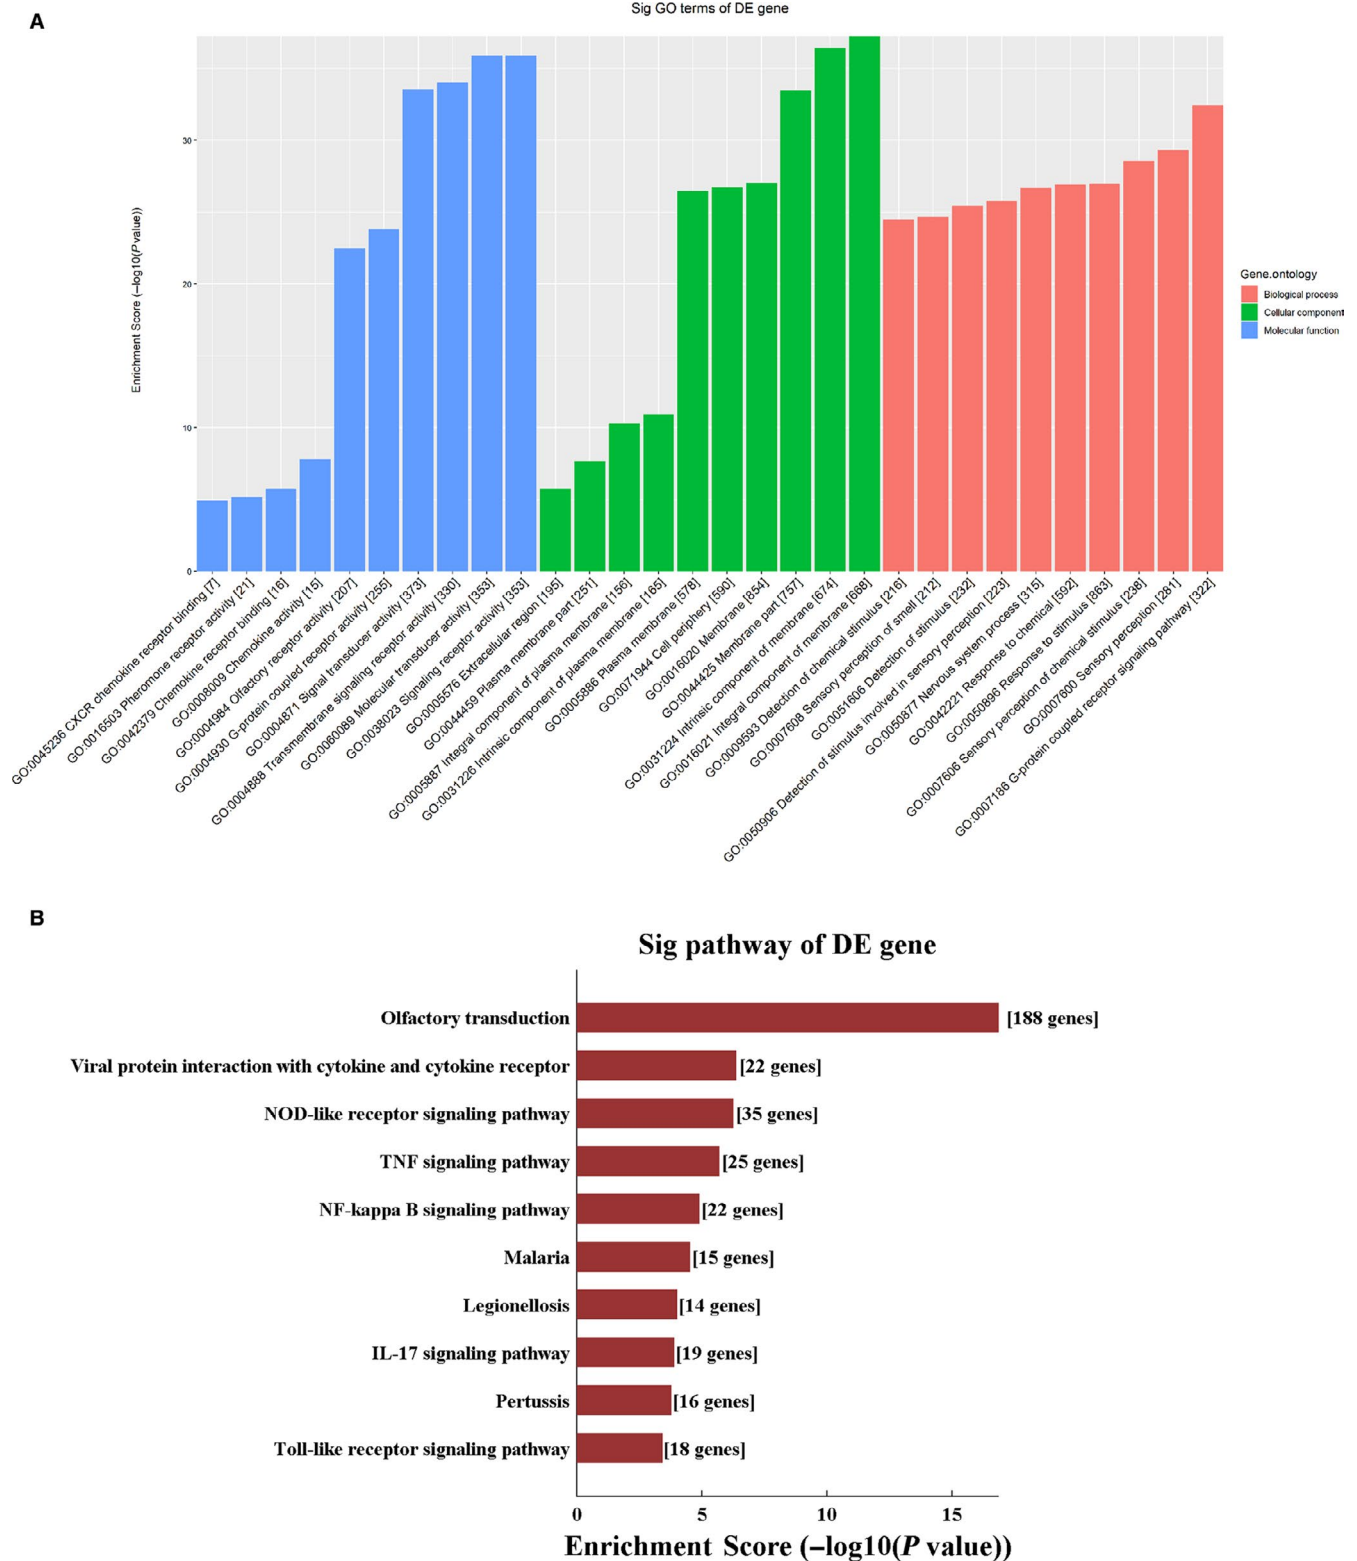 A
Sig GO terms of DE gene
Enrichment Score (−log10(P value))
30
20
10
0
Gene.ontology
Biological process
Cellular component
Molecular function
GO:0045236 CXCR chemokine receptor binding [7]
GO:0016503 Pheromone receptor activity [21]
GO:0042379 Chemokine receptor binding [16]
GO:0008009 Chemokine activity [15]
GO:0004984 Olfactory receptor activity [207]
GO:0004930 G-protein coupled receptor activity [255]
GO:0004871 Signal transducer activity [373]
GO:0004888 Transmembrane signaling receptor activity [330]
GO:0060089 Molecular transducer activity [353]
GO:0038023 Signaling receptor activity [353]
GO:0005576 Extracellular region [195]
GO:0044459 Plasma membrane part [251]
GO:0005887 Integral component of plasma membrane [156]
GO:0031226 Intrinsic component of plasma membrane [165]
GO:0005886 Plasma membrane [578]
GO:0071944 Cell periphery [590]
GO:0016020 Membrane [854]
GO:0044425 Membrane part [757]
GO:0031224 Intrinsic component of membrane [674]
GO:0016021 Integral component of membrane [668]
GO:0009593 Detection of chemical stimulus [216]
GO:0007608 Sensory perception of smell [212]
GO:0051606 Detection of stimulus [232]
GO:0050906 Detection of stimulus involved in sensory perception [223]
GO:0050877 Nervous system process [315]
GO:0042221 Response to chemical [592]
GO:0050896 Response to stimulus [863]
GO:0007606 Sensory perception of chemical stimulus [238]
GO:0007600 Sensory perception [281]
GO:0007186 G-protein coupled receptor signaling pathway [322]
B
Sig pathway of DE gene
Olfactory transduction [188 genes]
Viral protein interaction with cytokine and cytokine receptor [22 genes]
NOD-like receptor signaling pathway [35 genes]
TNF signaling pathway [25 genes]
NF-kappa B signaling pathway [22 genes]
Malaria [15 genes]
Legionellosis [14 genes]
IL-17 signaling pathway [19 genes]
Pertussis [16 genes]
Toll-like receptor signaling pathway [18 genes]
0 5 10 15
Enrichment Score (−log10(P value))